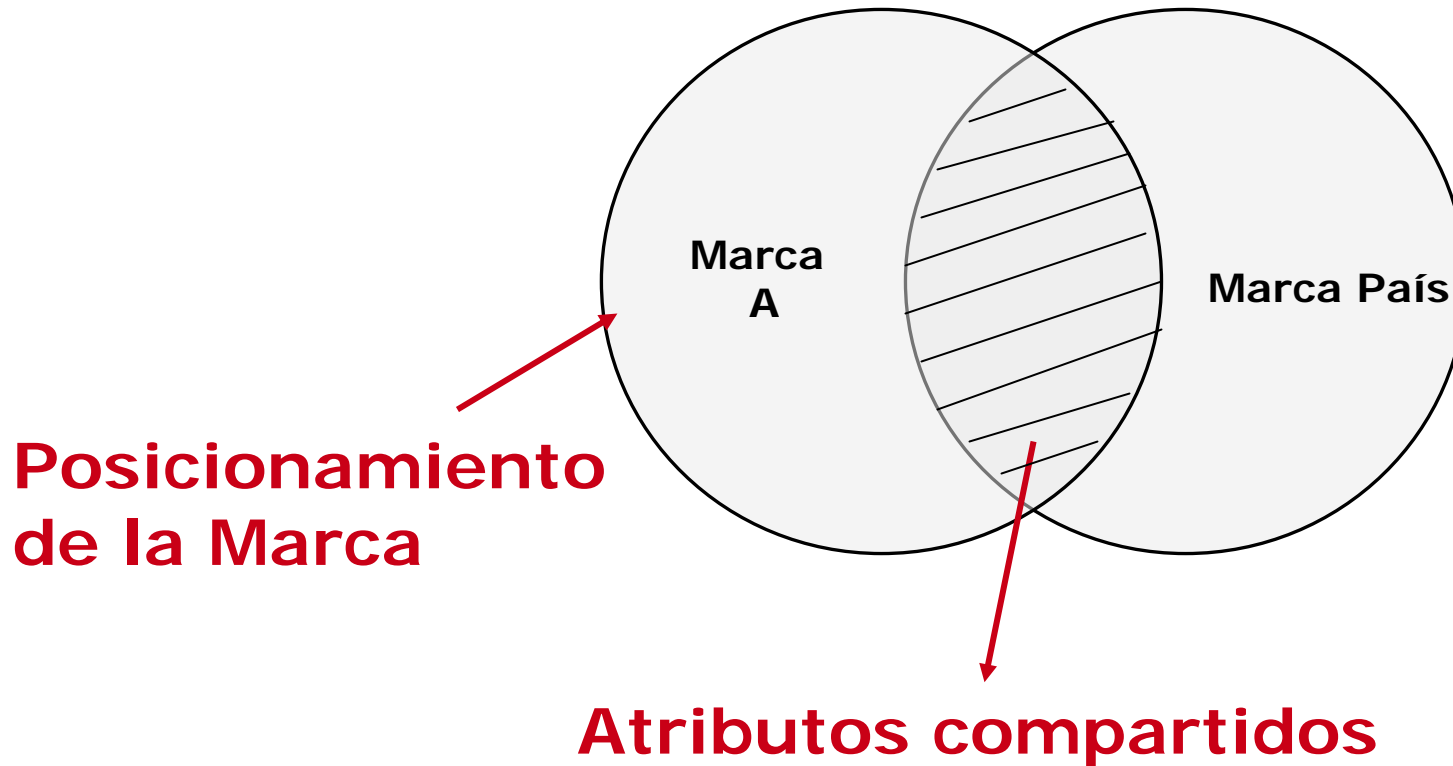 Marca
A
Marca País
Posicionamiento
de la Marca
Atributos compartidos